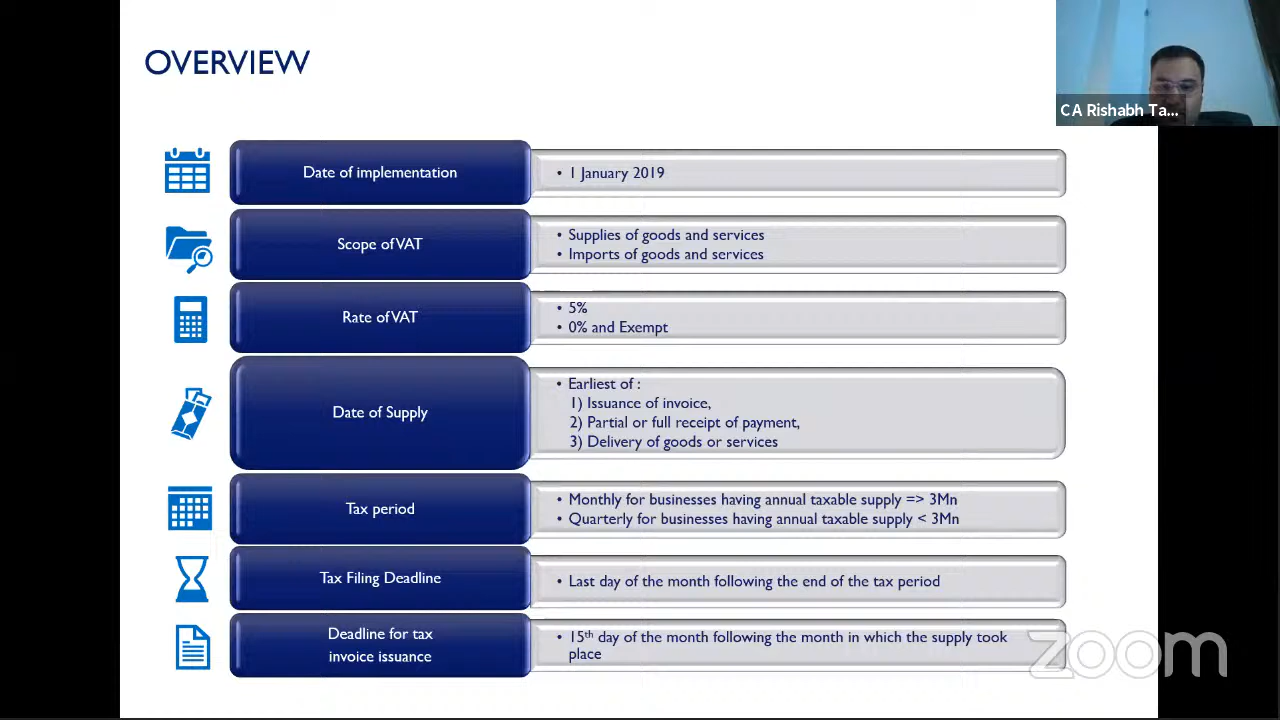 OVERVIEW
CA Rishabh Ta...
Date of implementation
• 1 January 2019
Scope of VAT
• Supplies of goods and services
• Imports of goods and services
Rate of VAT
• 5%
• 0% and Exempt
Date of Supply
• Earliest of :
1) Issuance of invoice,
2) Partial or full receipt of payment,
3) Delivery of goods or services
Tax period
• Monthly for businesses having annual taxable supply => 3Mn
• Quarterly for businesses having annual taxable supply < 3Mn
Tax Filing Deadline
• Last day of the month following the end of the tax period
Deadline for tax
invoice issuance
• 15th day of the month following the month in which the supply took
place
zoom